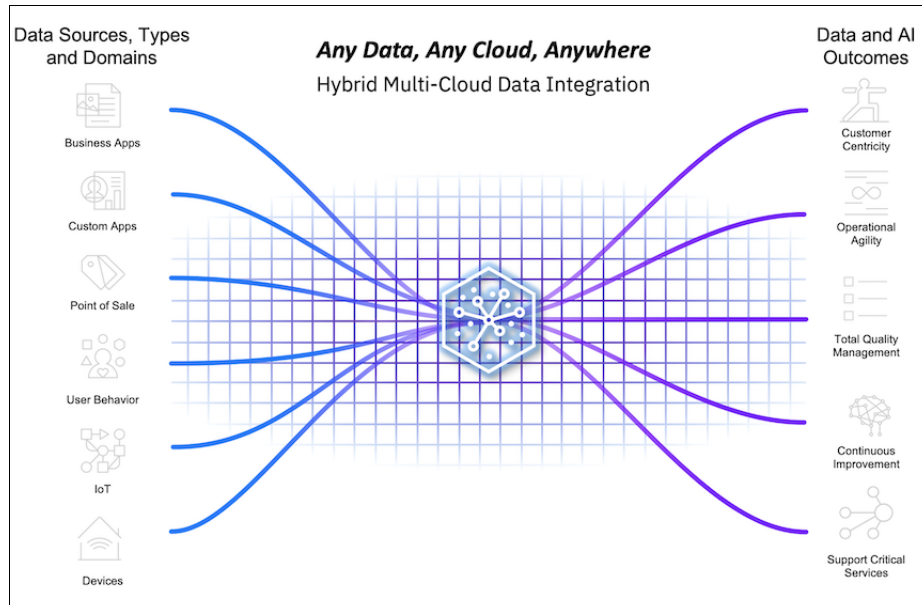 Data Sources, Types
and Domains
Any Data, Any Cloud, Anywhere
Hybrid Multi-Cloud Data Integration
Data and AI
Outcomes
Business Apps
Custom Apps
Point of Sale
User Behavior
IoT
Devices
Customer
Centricity
Operational
Agility
Total Quality
Management
Continuous
Improvement
Support Critical
Services